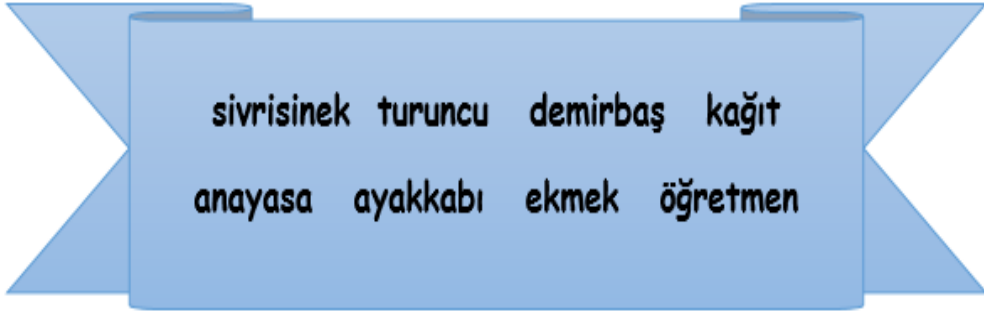 sivrisinek turuncu demirbaş kağıt
anayasa ayakkabı ekmek öğretmen